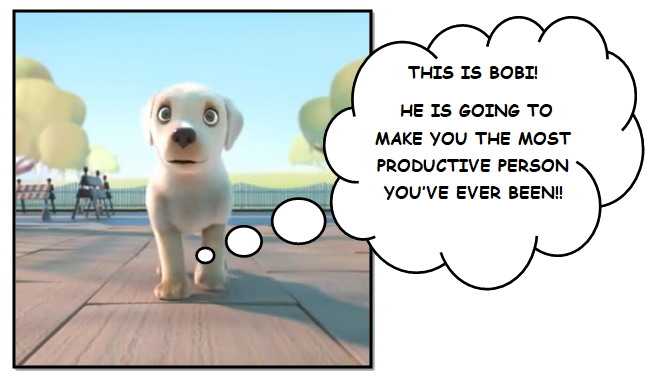 THIS IS BOBI!
HE IS GOING TO
MAKE YOU THE MOST
PRODUCTIVE PERSON
YOU'VE EVER BEEN!!